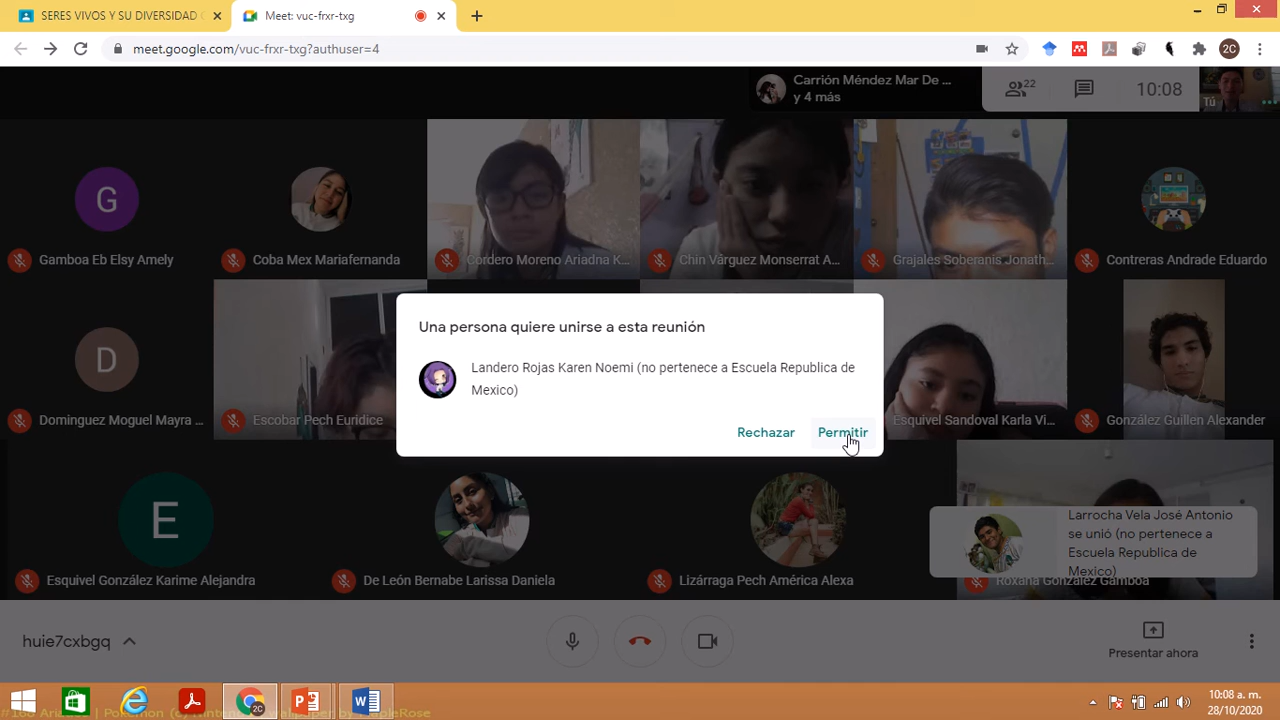 SERES VIVOS Y SU DIVERSIDAD
Meet: vuc-frxr-txg
meet.google.com/vuc-frxr-txg?authuser=4
2C
Carrión Méndez Mar De ...
y 4 más
22
10:08
Tú
G
Gamboa Eb Elsy Amely
Coba Mex Mariafernanda
Cordero Moreno Ariadna K...
Chín Várguez Monserrat A...
Grajales Soberanis Jonath...
Contreras Andrade Eduardo
Una persona quiere unirse a esta reunión
Landero Rojas Karen Noemi (no pertenece a Escuela Republica de
Mexico)
Rechazar
Permitir
D
Dominguez Moguel Mayra ...
Escobar Pech Euridice
Esquivel Sandoval Karla Vi...
González Guillen Alexander
E
Esquivel González Karime Alejandra
De León Bernabe Larissa Daniela
Lizárraga Pech América Alexa
Larrocha Vela José Antonio
se unió (no pertenece a
Escuela Republica de
Mexico)
Roxana González Gamboa
huie7cxbgq
Presentar ahora
2C
10:08 a. m.
28/10/2020